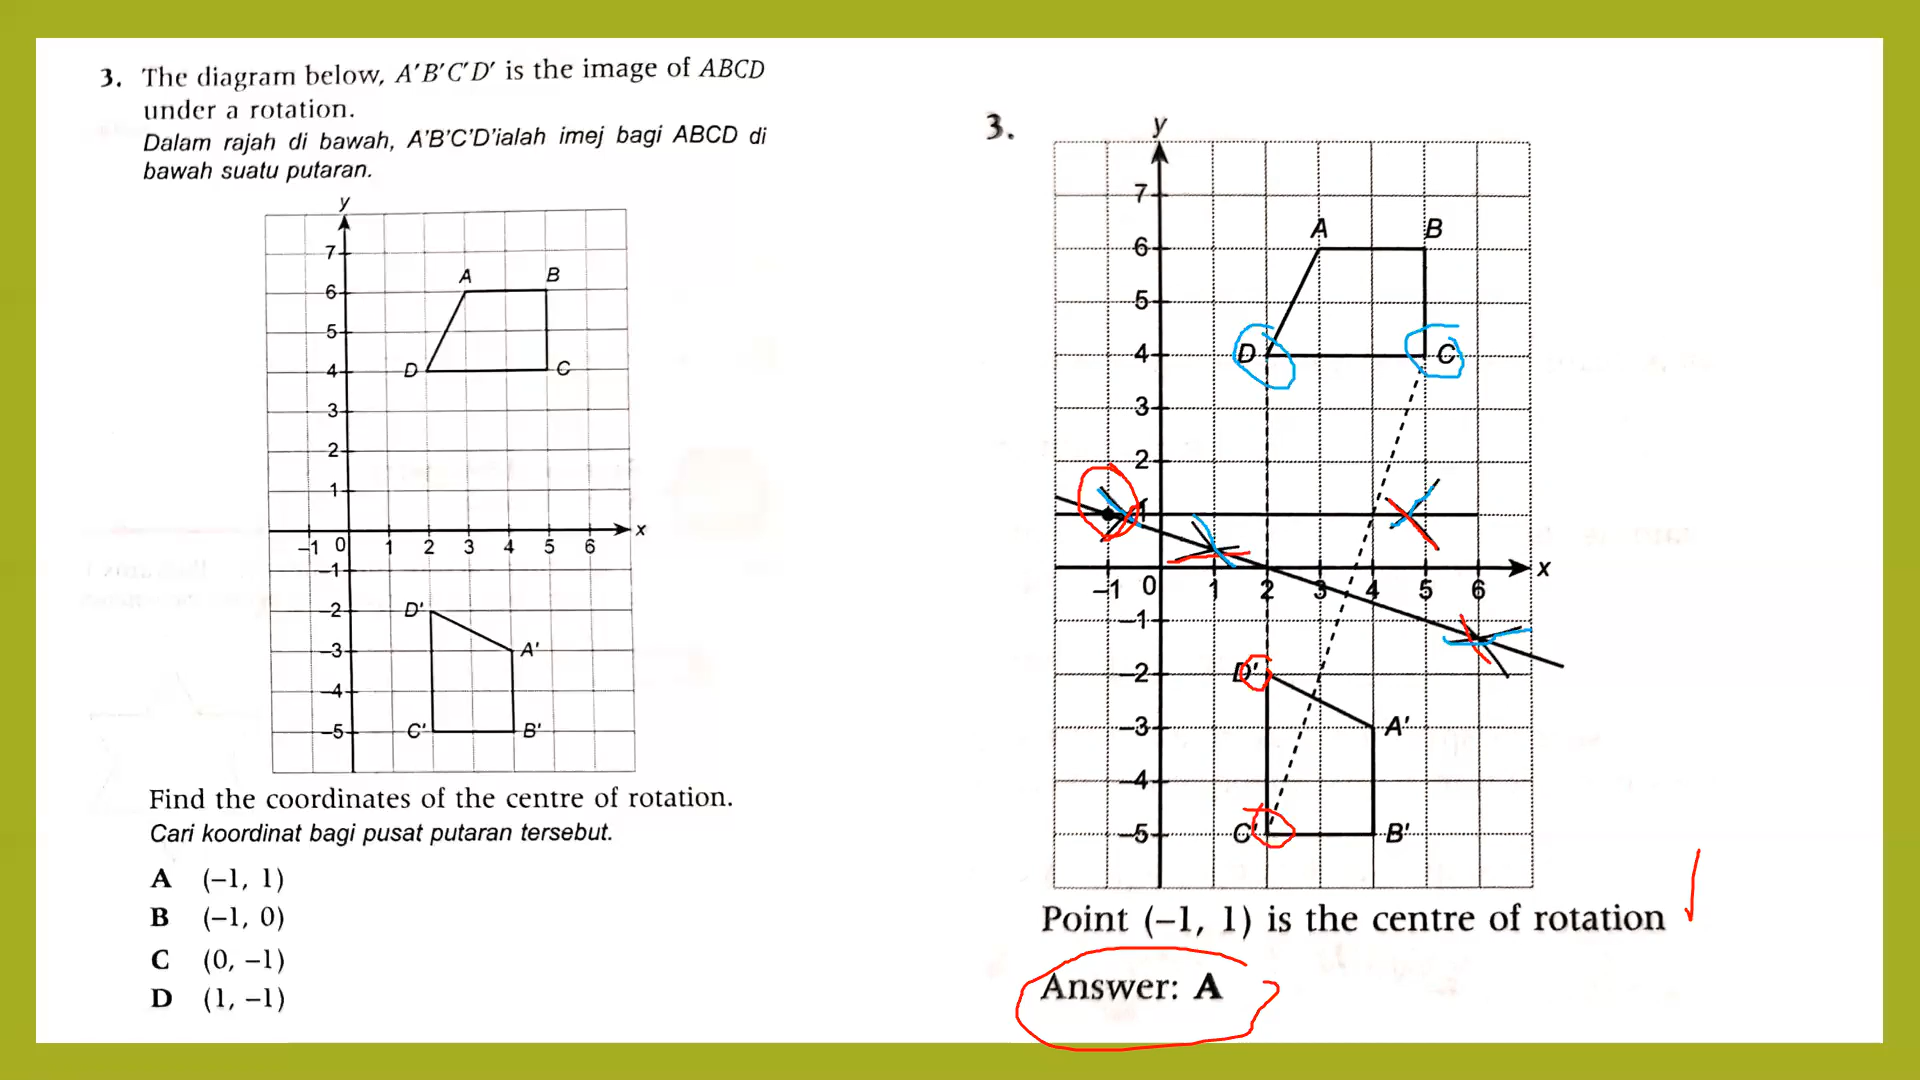 3. The diagram below, A′B′C′D′ is the image of ABCD
under a rotation.
Dalam rajah di bawah, A'B'C'D'ialah imej bagi ABCD di
bawah suatu putaran.
y
7
A B
6
5
D 4 C
3
2
1
x
–1 0 1 2 3 4 5 6
–1
–2 D'
–3 A'
–4
–5 C' B'
Find the coordinates of the centre of rotation.
Cari koordinat bagi pusat putaran tersebut.
A (–1, 1)
B (–1, 0)
C (0, –1)
D (1, –1)
3.
y
7
A B
6
5
4 D C
3
2
1
x
–1 0 1 2 3 4 5 6
–1
–2 D'
–3 A'
–4
–5 C' B'
Point (–1, 1) is the centre of rotation
Answer: A